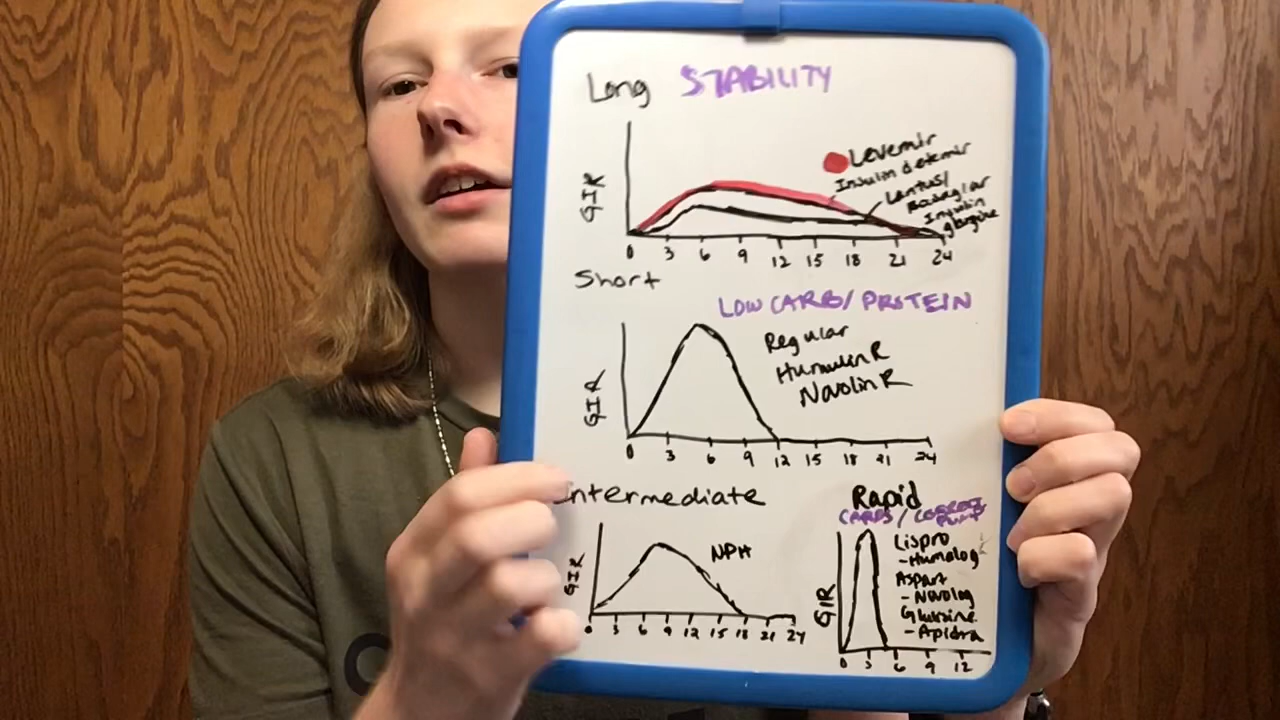 Long STABILITY
GIR
Levemir
Insulin detemir
Lantus/
Basaglar
Insulin
glargine
0 3 6 9 12 15 18 21 24
Short
LOW CARB/PROTEIN
GIR
Regular
Humulin R
Novolin R
0 3 6 9 12 15 18 21 24
Intermediate
GIR
NPH
0 3 6 9 12 15 18 21 24
Rapid
CARBS/
GIR
Lispro
-Humalog
Aspart
-Novolog
-Apidra
0 3 6 9 12